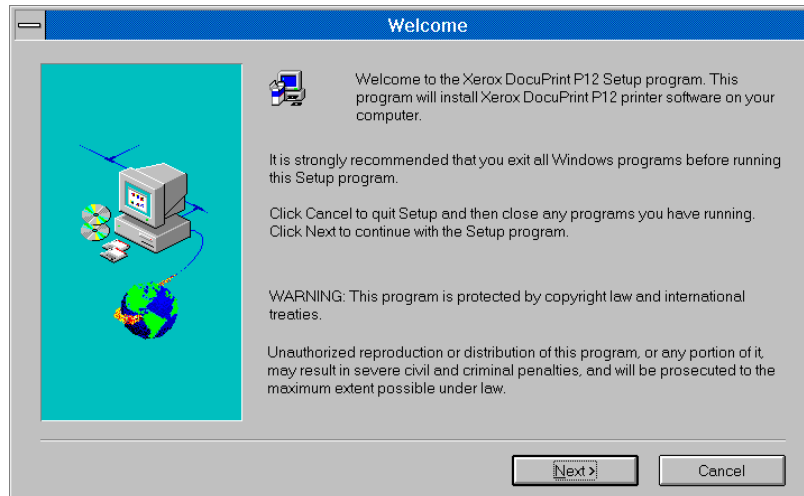 Welcome
Welcome to the Xerox DocuPrint P12 Setup program. This
program will install Xerox DocuPrint P12 printer software on your
computer.
It is strongly recommended that you exit all Windows programs before running
this Setup program.
Click Cancel to quit Setup and then close any programs you have running.
Click Next to continue with the Setup program.
WARNING: This program is protected by copyright law and international
treaties.
Unauthorized reproduction or distribution of this program, or any portion of it,
may result in severe civil and criminal penalties, and will be prosecuted to the
maximum extent possible under law.
Next >
Cancel